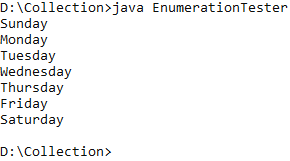 D:\Collection>java EnumerationTester
Sunday
Monday
Tuesday
Wednesday
Thursday
Friday
Saturday
D:\Collection>